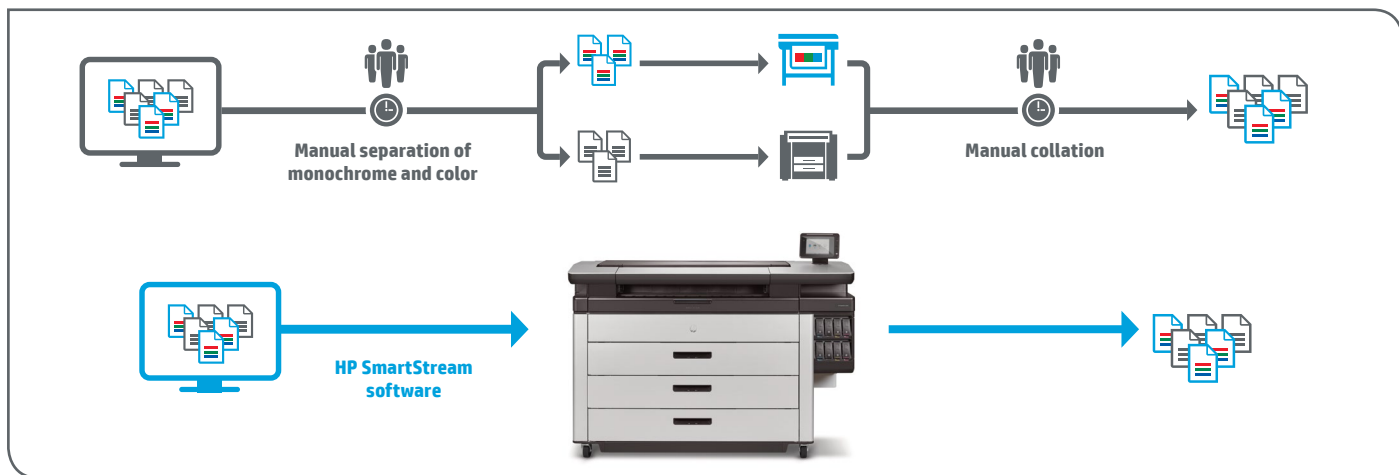 Manual separation of
monochrome and color
Manual collation
HP SmartStream
software